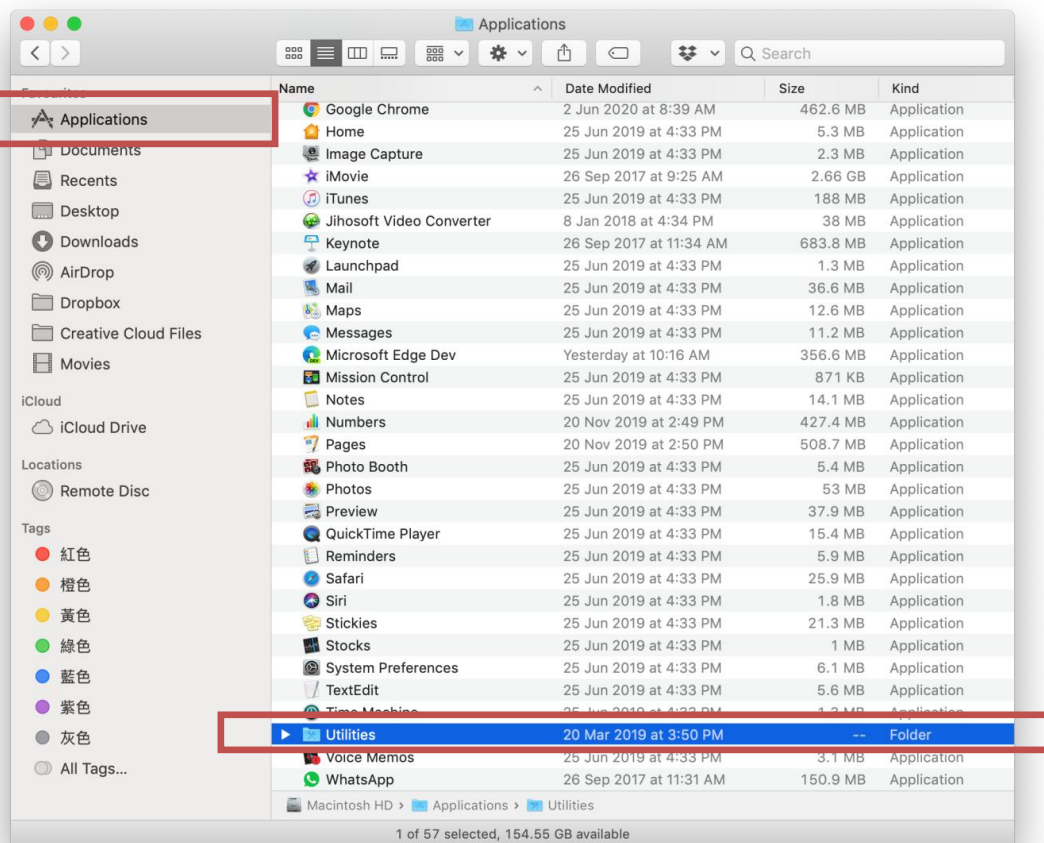 Applications
Search
Favourites
Applications
Documents
Recents
Desktop
Downloads
AirDrop
Dropbox
Creative Cloud Files
Movies
iCloud
iCloud Drive
Locations
Remote Disc
Tags
紅色
橙色
黃色
綠色
藍色
紫色
灰色
All Tags...
Name Date Modified Size Kind
Google Chrome 2 Jun 2020 at 8:39 AM 462.6 MB Application
Home 25 Jun 2019 at 4:33 PM 5.3 MB Application
Image Capture 25 Jun 2019 at 4:33 PM 2.3 MB Application
iMovie 26 Sep 2017 at 9:25 AM 2.66 GB Application
iTunes 25 Jun 2019 at 4:33 PM 188 MB Application
Jihosoft Video Converter 8 Jan 2018 at 4:34 PM 38 MB Application
Keynote 26 Sep 2017 at 11:34 AM 683.8 MB Application
Launchpad 25 Jun 2019 at 4:33 PM 1.3 MB Application
Mail 25 Jun 2019 at 4:33 PM 36.6 MB Application
Maps 25 Jun 2019 at 4:33 PM 12.6 MB Application
Messages 25 Jun 2019 at 4:33 PM 11.2 MB Application
Microsoft Edge Dev Yesterday at 10:16 AM 356.6 MB Application
Mission Control 25 Jun 2019 at 4:33 PM 871 KB Application
Notes 25 Jun 2019 at 4:33 PM 14.1 MB Application
Numbers 20 Nov 2019 at 2:49 PM 427.4 MB Application
Pages 20 Nov 2019 at 2:50 PM 508.7 MB Application
Photo Booth 25 Jun 2019 at 4:33 PM 5.4 MB Application
Photos 25 Jun 2019 at 4:33 PM 53 MB Application
Preview 25 Jun 2019 at 4:33 PM 37.9 MB Application
QuickTime Player 25 Jun 2019 at 4:33 PM 15.4 MB Application
Reminders 25 Jun 2019 at 4:33 PM 5.9 MB Application
Safari 25 Jun 2019 at 4:33 PM 25.9 MB Application
Siri 25 Jun 2019 at 4:33 PM 1.8 MB Application
Stickies 25 Jun 2019 at 4:33 PM 21.3 MB Application
Stocks 25 Jun 2019 at 4:33 PM 1 MB Application
System Preferences 25 Jun 2019 at 4:33 PM 6.1 MB Application
TextEdit 25 Jun 2019 at 4:33 PM 5.6 MB Application
Time Machine 25 Jun 2019 at 4:33 PM 1.3 MB Application
Utilities 20 Mar 2019 at 3:50 PM -- Folder
Voice Memos 25 Jun 2019 at 4:33 PM 3.1 MB Application
WhatsApp 26 Sep 2017 at 11:31 AM 150.9 MB Application
Macintosh HD › Applications › Utilities
1 of 57 selected, 154.55 GB available